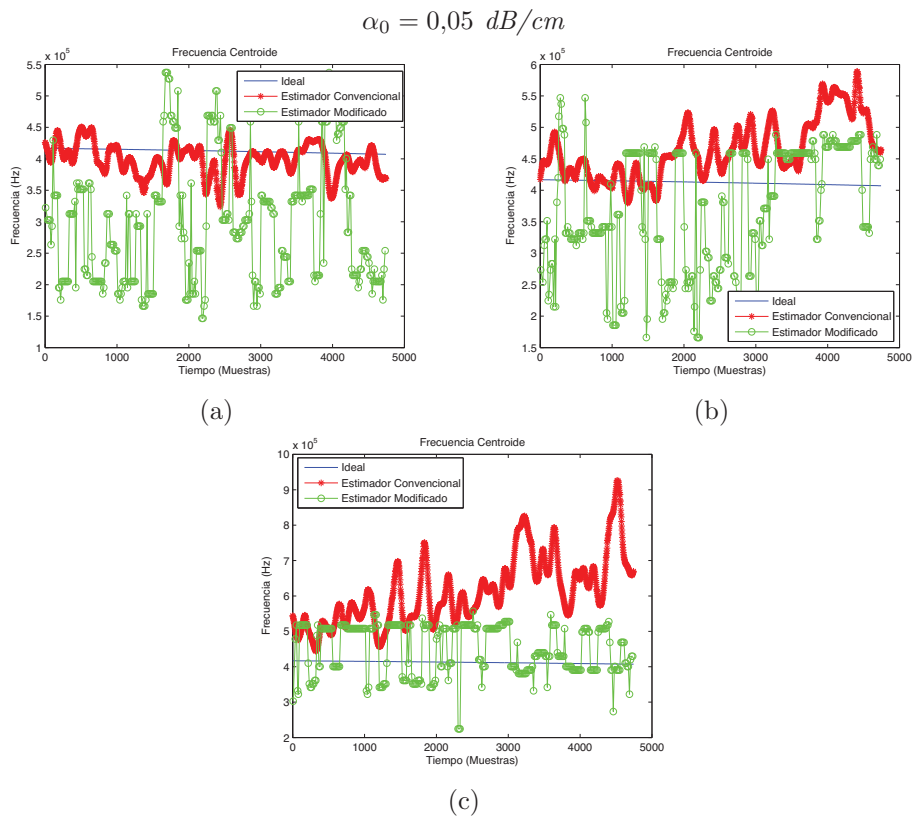 α₀ = 0,05 dB/cm
Frecuencia Centroide
x 10⁵
5.5
5
4.5
4
3.5
3
2.5
2
1.5
1
Frecuencia (Hz)
0 1000 2000 3000 4000 5000
Tiempo (Muestras)
Ideal
Estimador Convencional
Estimador Modificado
(a)
Frecuencia Centroide
x 10⁵
6
5.5
5
4.5
4
3.5
3
2.5
2
1.5
Frecuencia (Hz)
0 1000 2000 3000 4000 5000
Tiempo (Muestras)
Ideal
Estimador Convencional
Estimador Modificado
(b)
Frecuencia Centroide
x 10⁵
10
9
8
7
6
5
4
3
2
Frecuencia (Hz)
0 1000 2000 3000 4000 5000
Tiempo (Muestras)
Ideal
Estimador Convencional
Estimador Modificado
(c)